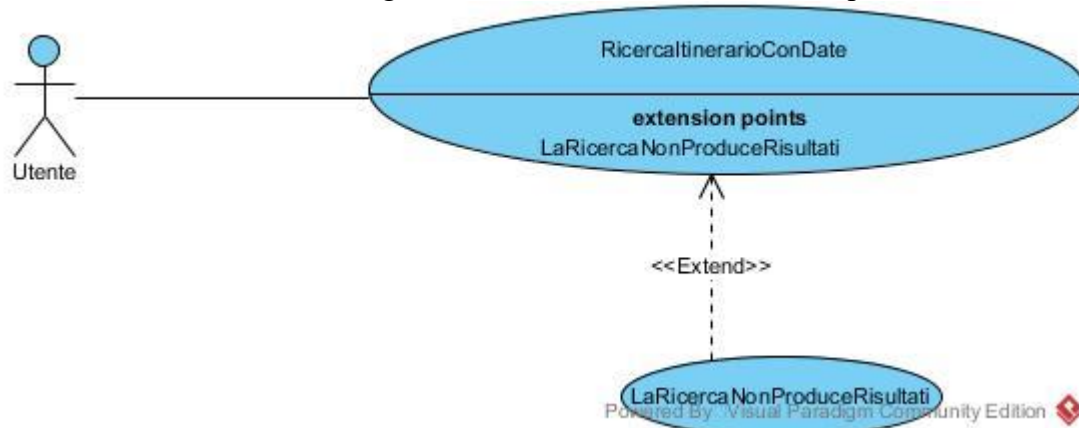 RicercaItinerarioConDate
extension points
LaRicercaNonProduceRisultati
Utente
<<Extend>>
LaRicercaNonProduceRisultati
Powered By Visual Paradigm Community Edition